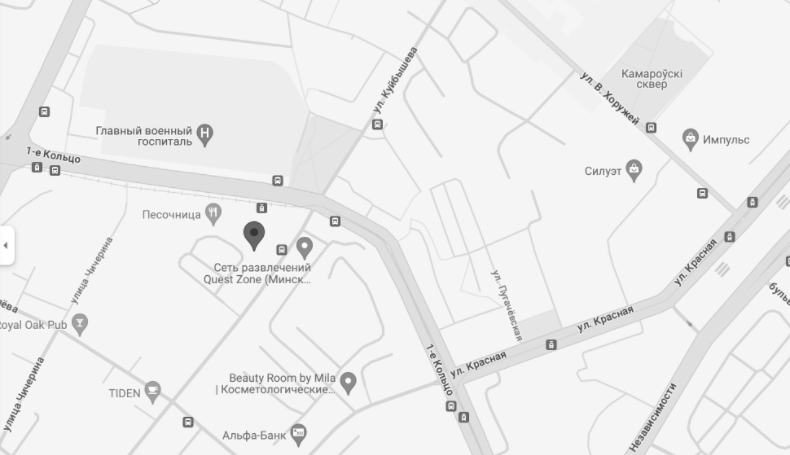 ул. Куйбышева
Камароўскі
сквер
ул. В. Хоружей
Главный военный
госпиталь
H
Импульс
1-е Кольцо
Силуэт
Песочница
улица Чичерина
Сеть развлечений
Quest Zone (Минск...
ул. Красная
ул. Пугачёвская
oyal Oak Pub
ул. Красная
1-е Кольцо
ул. Красная
улица Чичерина
Beauty Room by Mila
| Косметологические...
TIDEN
Независимости
Альфа-Банк